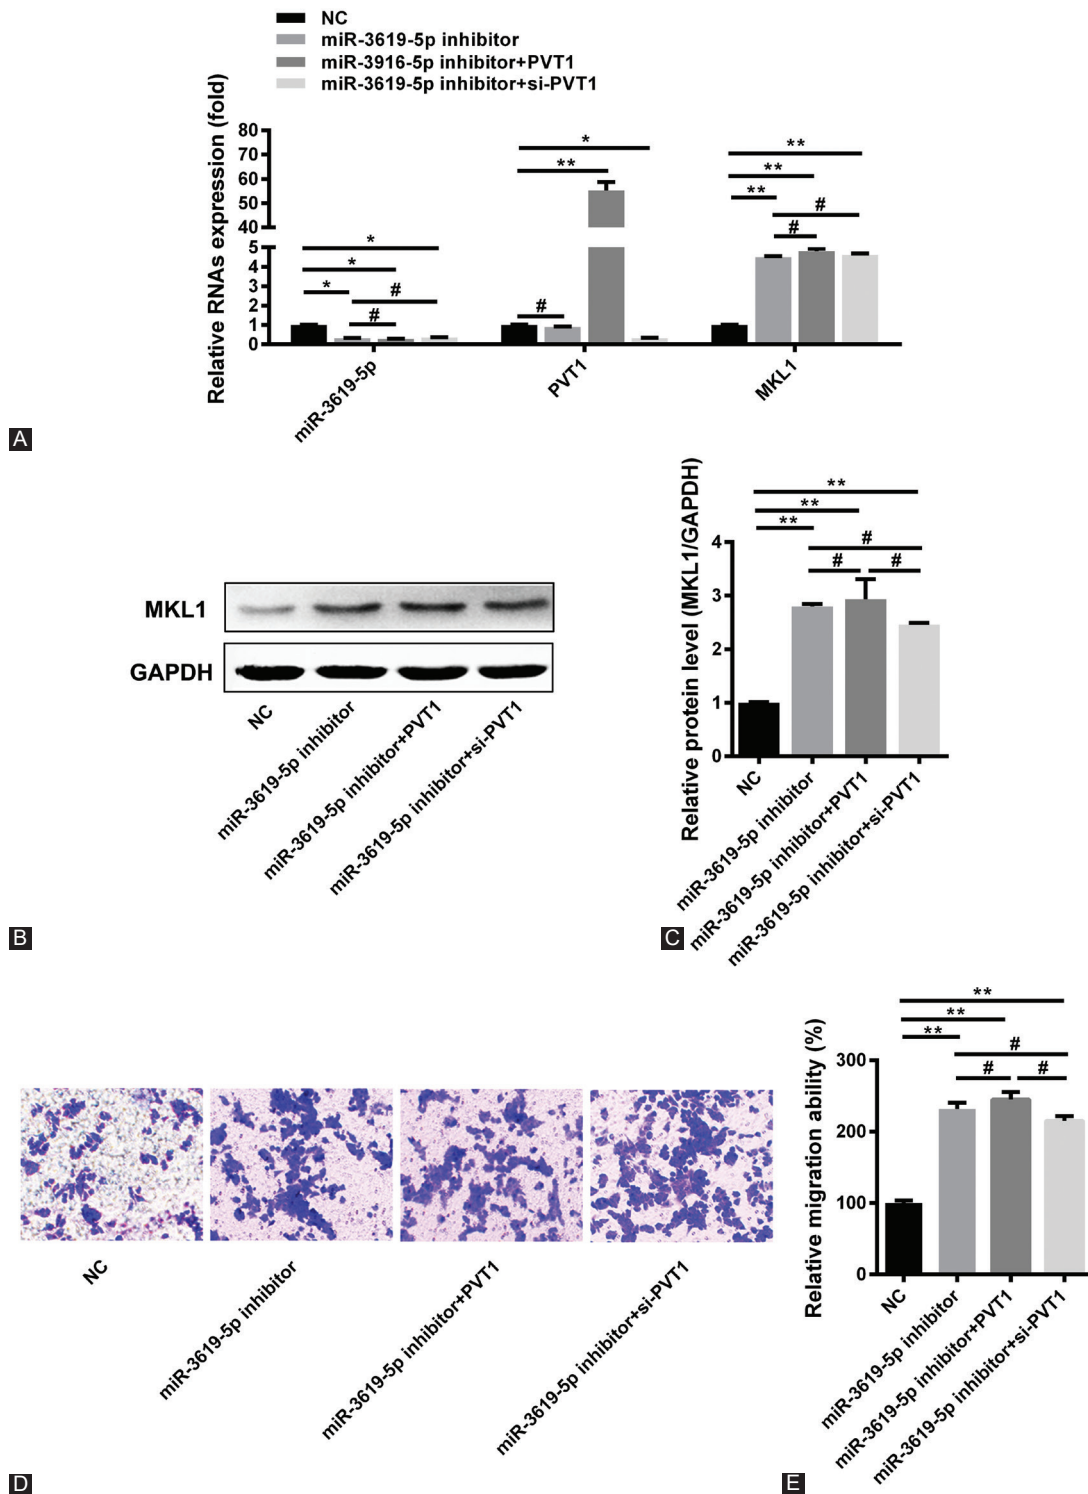 NC
miR-3619-5p inhibitor
miR-3916-5p inhibitor+PVT1
miR-3619-5p inhibitor+si-PVT1
Relative RNAs expression (fold)
80
70
60
50
40
5
4
3
2
1
0
*
*
*
#
#
*
**
#
**
**
**
#
#
miR-3619-5p
PVT1
MKL1
A
MKL1
GAPDH
NC
miR-3619-5p inhibitor
miR-3619-5p inhibitor+PVT1
miR-3619-5p inhibitor+si-PVT1
B
Relative protein level (MKL1/GAPDH)
4
3
2
1
0
**
**
**
#
#
#
NC
miR-3619-5p inhibitor
miR-3619-5p inhibitor+PVT1
miR-3619-5p inhibitor+si-PVT1
C
NC
miR-3619-5p inhibitor
miR-3619-5p inhibitor+PVT1
miR-3619-5p inhibitor+si-PVT1
D
Relative migration ability (%)
300
200
100
0
**
**
**
#
#
#
NC
miR-3619-5p inhibitor
miR-3619-5p inhibitor+PVT1
miR-3619-5p inhibitor+si-PVT1
E